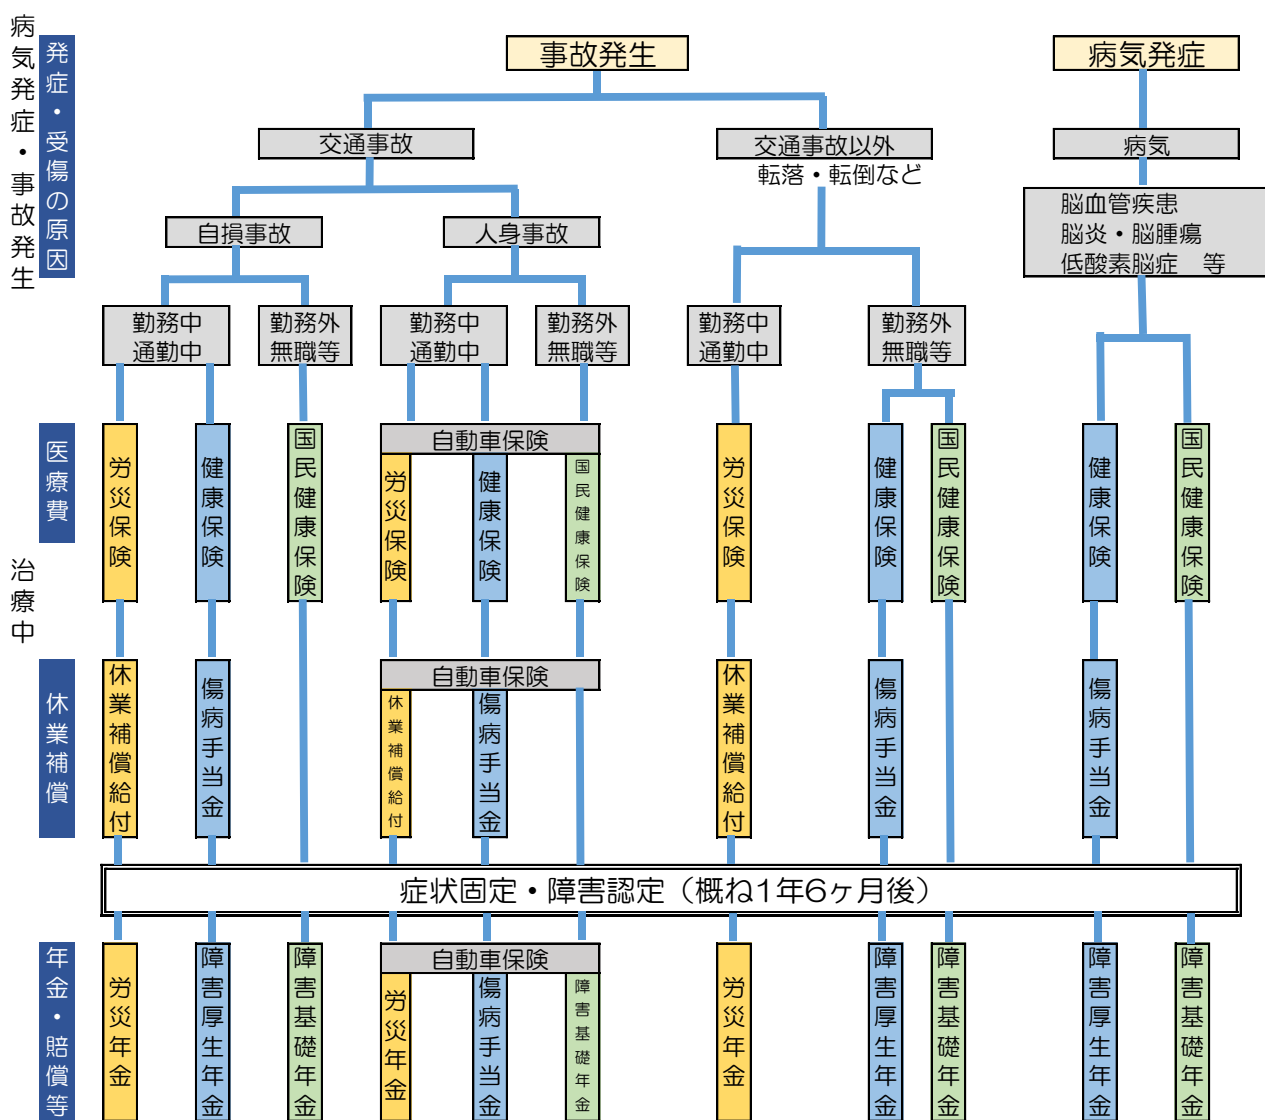 病気発症・事故発生
発症・受傷の原因
事故発生
病気発症
交通事故
交通事故以外
転落・転倒など
病気
自損事故
人身事故
脳血管疾患
脳炎・脳腫瘍
低酸素脳症 等
勤務中
通勤中
勤務外
無職等
勤務中
通勤中
勤務外
無職等
勤務中
通勤中
勤務外
無職等
治療中
医療費
労災保険
健康保険
国民健康保険
自動車保険
労災保険
健康保険
国民健康保険
労災保険
健康保険
国民健康保険
健康保険
国民健康保険
休業補償
休業補償給付
傷病手当金
自動車保険
休業補償給付
傷病手当金
休業補償給付
傷病手当金
傷病手当金
症状固定・障害認定（概ね1年6ヶ月後）
年金・賠償等
労災年金
障害厚生年金
障害基礎年金
自動車保険
労災年金
傷病手当金
障害基礎年金
労災年金
障害厚生年金
障害基礎年金
障害厚生年金
障害基礎年金